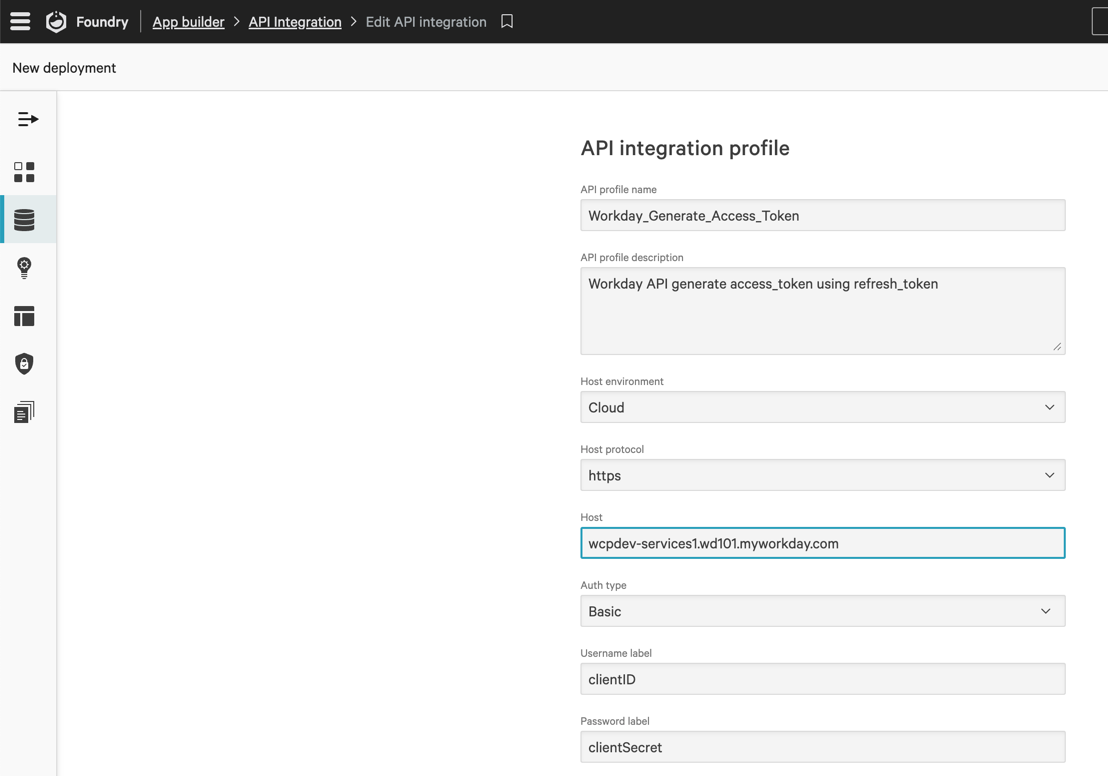 Foundry App builder > API Integration > Edit API integration
New deployment
API integration profile
API profile name
Workday_Generate_Access_Token
API profile description
Workday API generate access_token using refresh_token
Host environment
Cloud
Host protocol
https
Host
wcpdev-services1.wd101.myworkday.com
Auth type
Basic
Username label
clientID
Password label
clientSecret